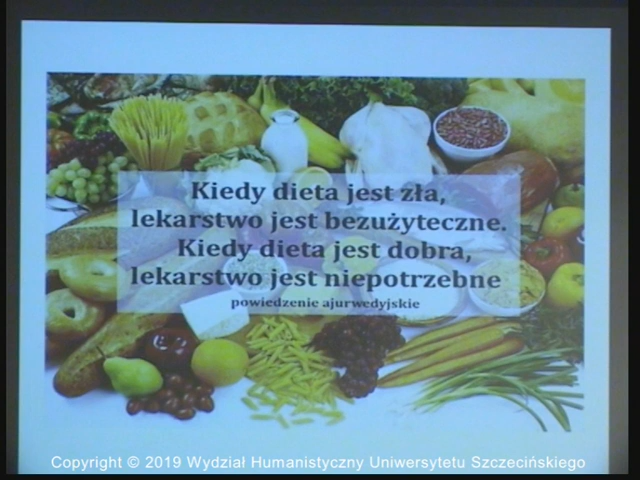 Kiedy dieta jest zła,
lekarstwo jest bezużyteczne.
Kiedy dieta jest dobra,
lekarstwo jest niepotrzebne
powiedzenie ajurwedyjskie
Copyright © 2019 Wydział Humanistyczny Uniwersytetu Szczecińskiego